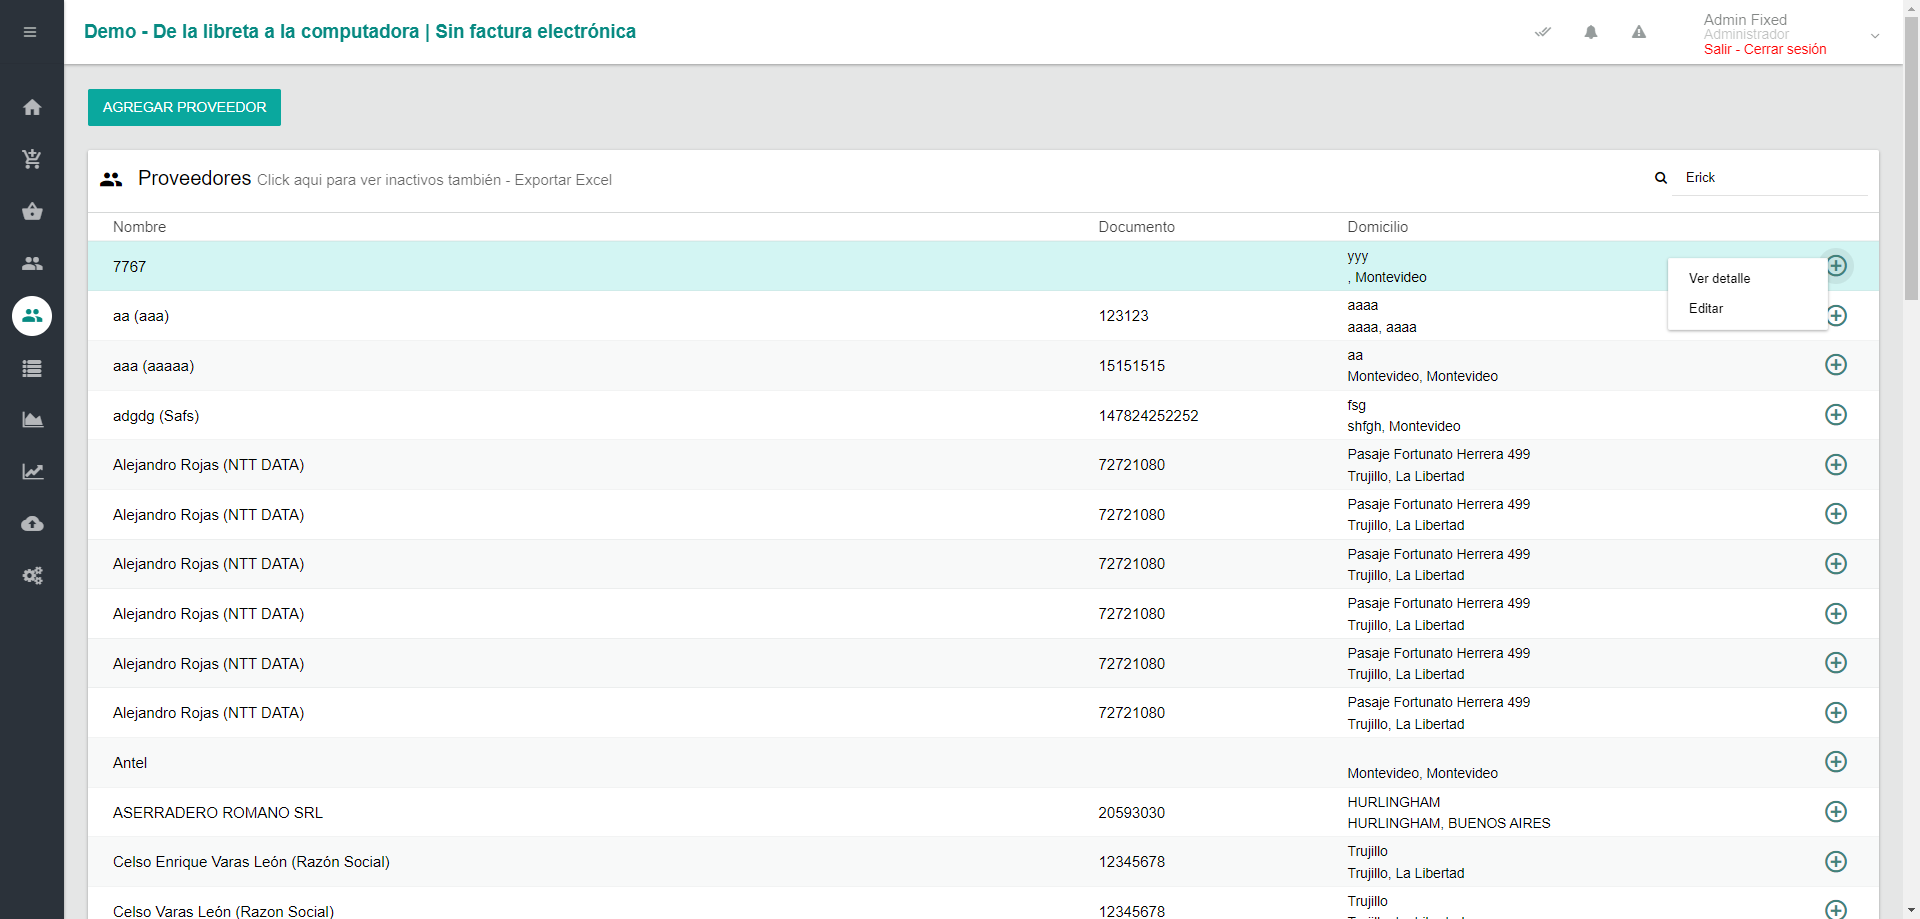 Demo - De la libreta a la computadora | Sin factura electrónica
Admin Fixed
Administrador
Salir - Cerrar sesión
AGREGAR PROVEEDOR
Proveedores Click aqui para ver inactivos también - Exportar Excel
Erick
Nombre Documento Domicilio
7767
yyy
, Montevideo
Ver detalle
Editar
aa (aaa) 123123
aaaa
aaaa, aaaa
aaa (aaaaa) 15151515
aa
Montevideo, Montevideo
adgdg (Safs) 147824252252
fsg
shfgh, Montevideo
Alejandro Rojas (NTT DATA) 72721080
Pasaje Fortunato Herrera 499
Trujillo, La Libertad
Alejandro Rojas (NTT DATA) 72721080
Pasaje Fortunato Herrera 499
Trujillo, La Libertad
Alejandro Rojas (NTT DATA) 72721080
Pasaje Fortunato Herrera 499
Trujillo, La Libertad
Alejandro Rojas (NTT DATA) 72721080
Pasaje Fortunato Herrera 499
Trujillo, La Libertad
Alejandro Rojas (NTT DATA) 72721080
Pasaje Fortunato Herrera 499
Trujillo, La Libertad
Alejandro Rojas (NTT DATA) 72721080
Pasaje Fortunato Herrera 499
Trujillo, La Libertad
Antel
Montevideo, Montevideo
ASERRADERO ROMANO SRL 20593030
HURLINGHAM
HURLINGHAM, BUENOS AIRES
Celso Enrique Varas León (Razón Social) 12345678
Trujillo
Trujillo, La Libertad
Celso Varas León (Razon Social) 12345678
Trujillo